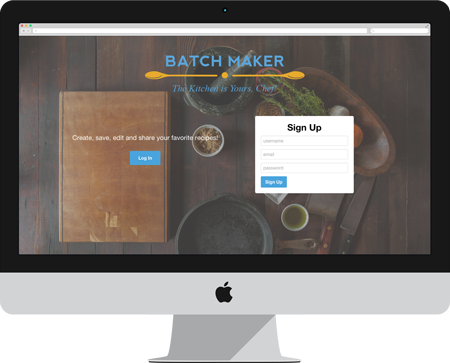 BATCH MAKER
The Kitchen is Yours, Chef!
Create, save, edit and share your favorite recipes!
Log In
Sign Up
username
email
password
Sign Up